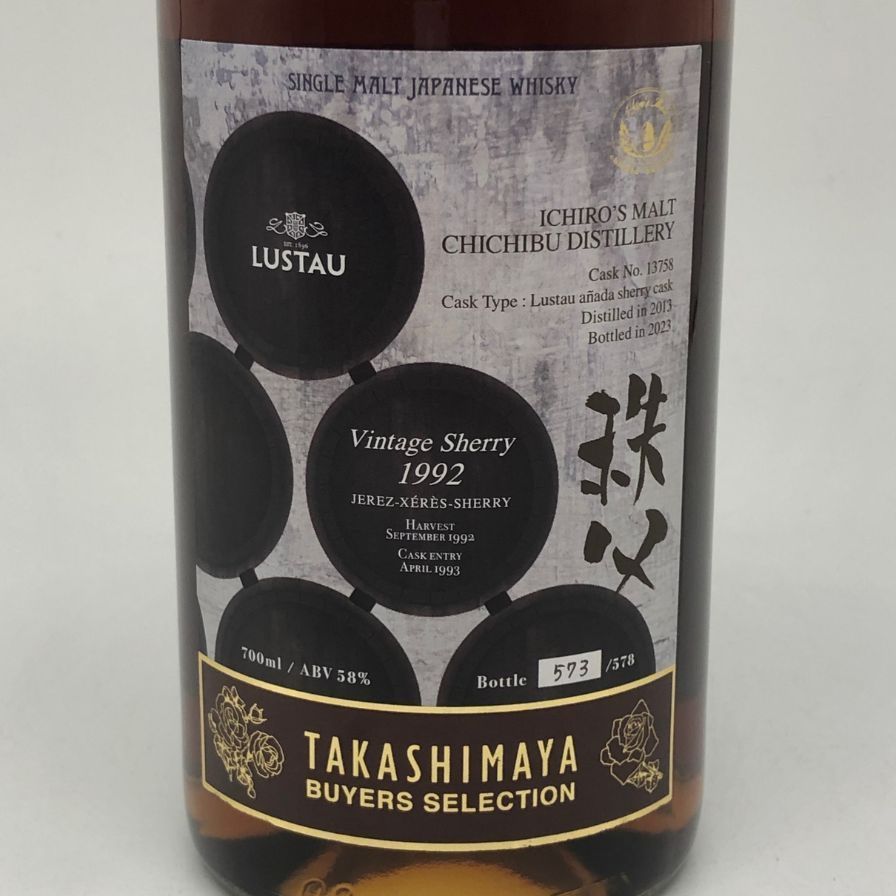 SINGLE MALT JAPANESE WHISKY
EST. 1896
LUSTAU
ICHIRO'S MALT
CHICHIBU DISTILLERY
Cask No. 13758
Cask Type : Lustau añada sherry cask
Distilled in 2013
Bottled in 2023
秩父
Vintage Sherry
1992
JEREZ-XÉRÈS-SHERRY
HARVEST
SEPTEMBER 1992
CASK ENTRY
APRIL 1993
700ml / ABV 58%
Bottle 573 /578
TAKASHIMAYA
BUYERS SELECTION